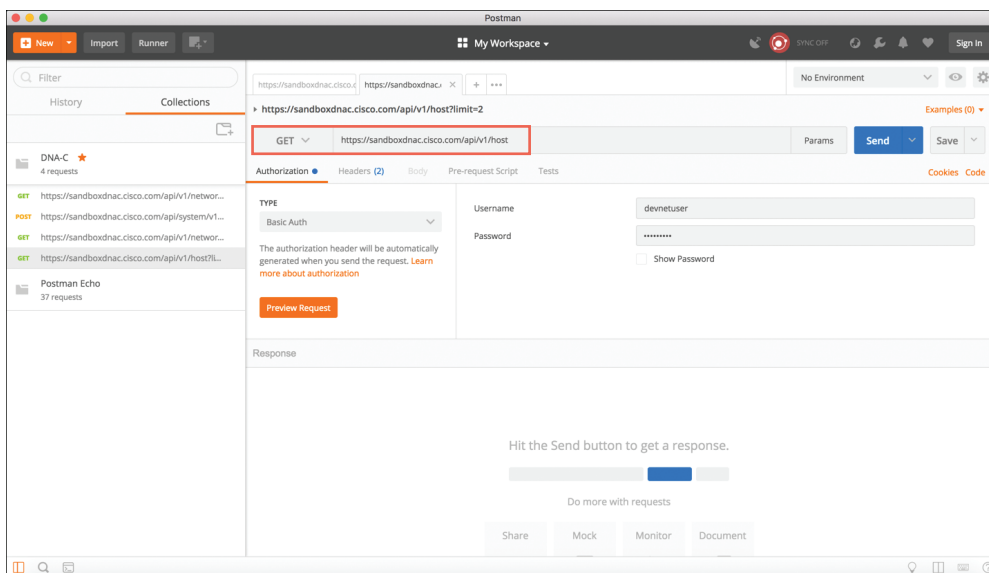 Postman
New
Import
Runner
My Workspace
SYNC OFF
Sign In
Filter
History
Collections
DNA-C
4 requests
GET https://sandboxdnac.cisco.com/api/v1/networ...
POST https://sandboxdnac.cisco.com/api/system/v1...
GET https://sandboxdnac.cisco.com/api/v1/networ...
GET https://sandboxdnac.cisco.com/api/v1/host?li...
Postman Echo
37 requests
https://sandboxdnac.cisco.c
https://sandboxdnac.
No Environment
https://sandboxdnac.cisco.com/api/v1/host?limit=2
Examples (0)
GET
https://sandboxdnac.cisco.com/api/v1/host
Params
Send
Save
Authorization
Headers (2)
Body
Pre-request Script
Tests
Cookies
Code
TYPE
Basic Auth
The authorization header will be automatically
generated when you send the request. Learn
more about authorization
Preview Request
Username
devnetuser
Password
•••••••••
Show Password
Response
Hit the Send button to get a response.
Do more with requests
Share
Mock
Monitor
Document